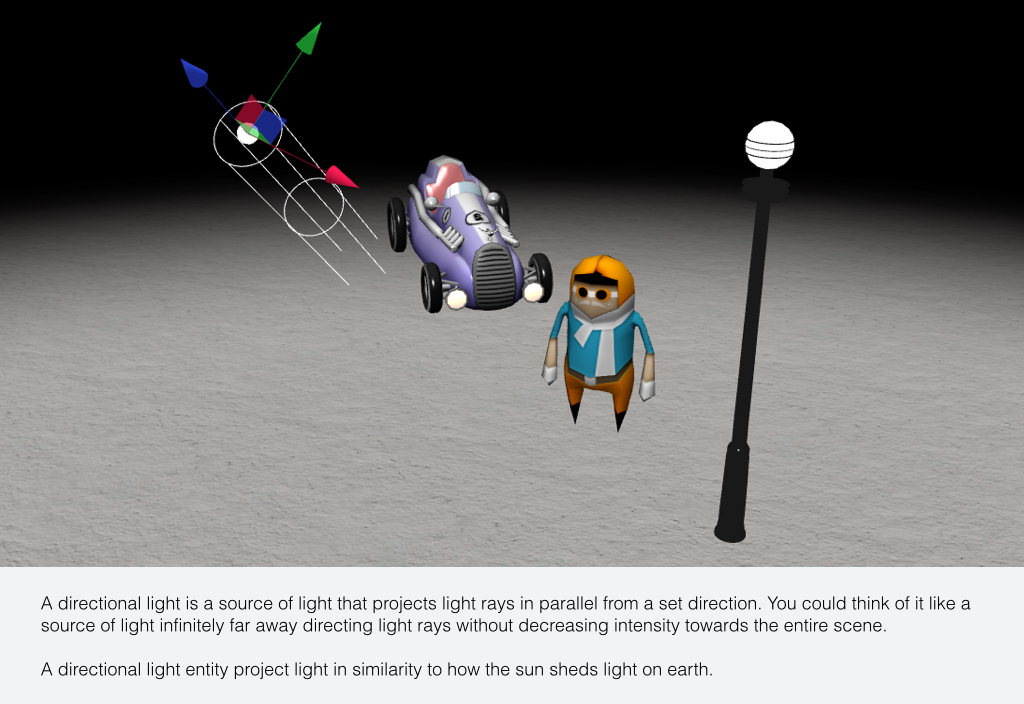 A directional light is a source of light that projects light rays in parallel from a set direction. You could think of it like a
source of light infinitely far away directing light rays without decreasing intensity towards the entire scene.
A directional light entity project light in similarity to how the sun sheds light on earth.